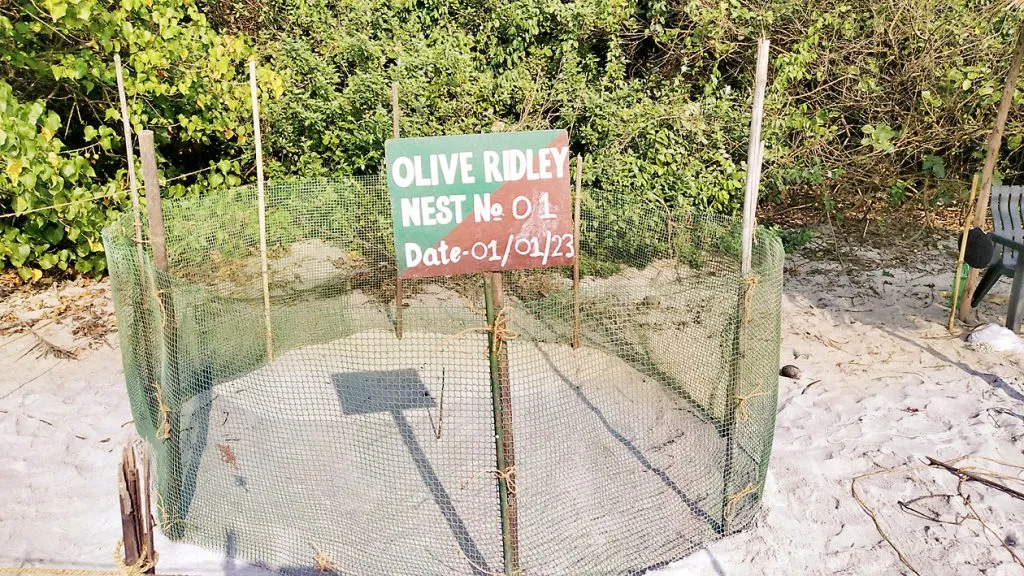 OLIVE RIDLEY
NEST No 01
Date-01/01/23